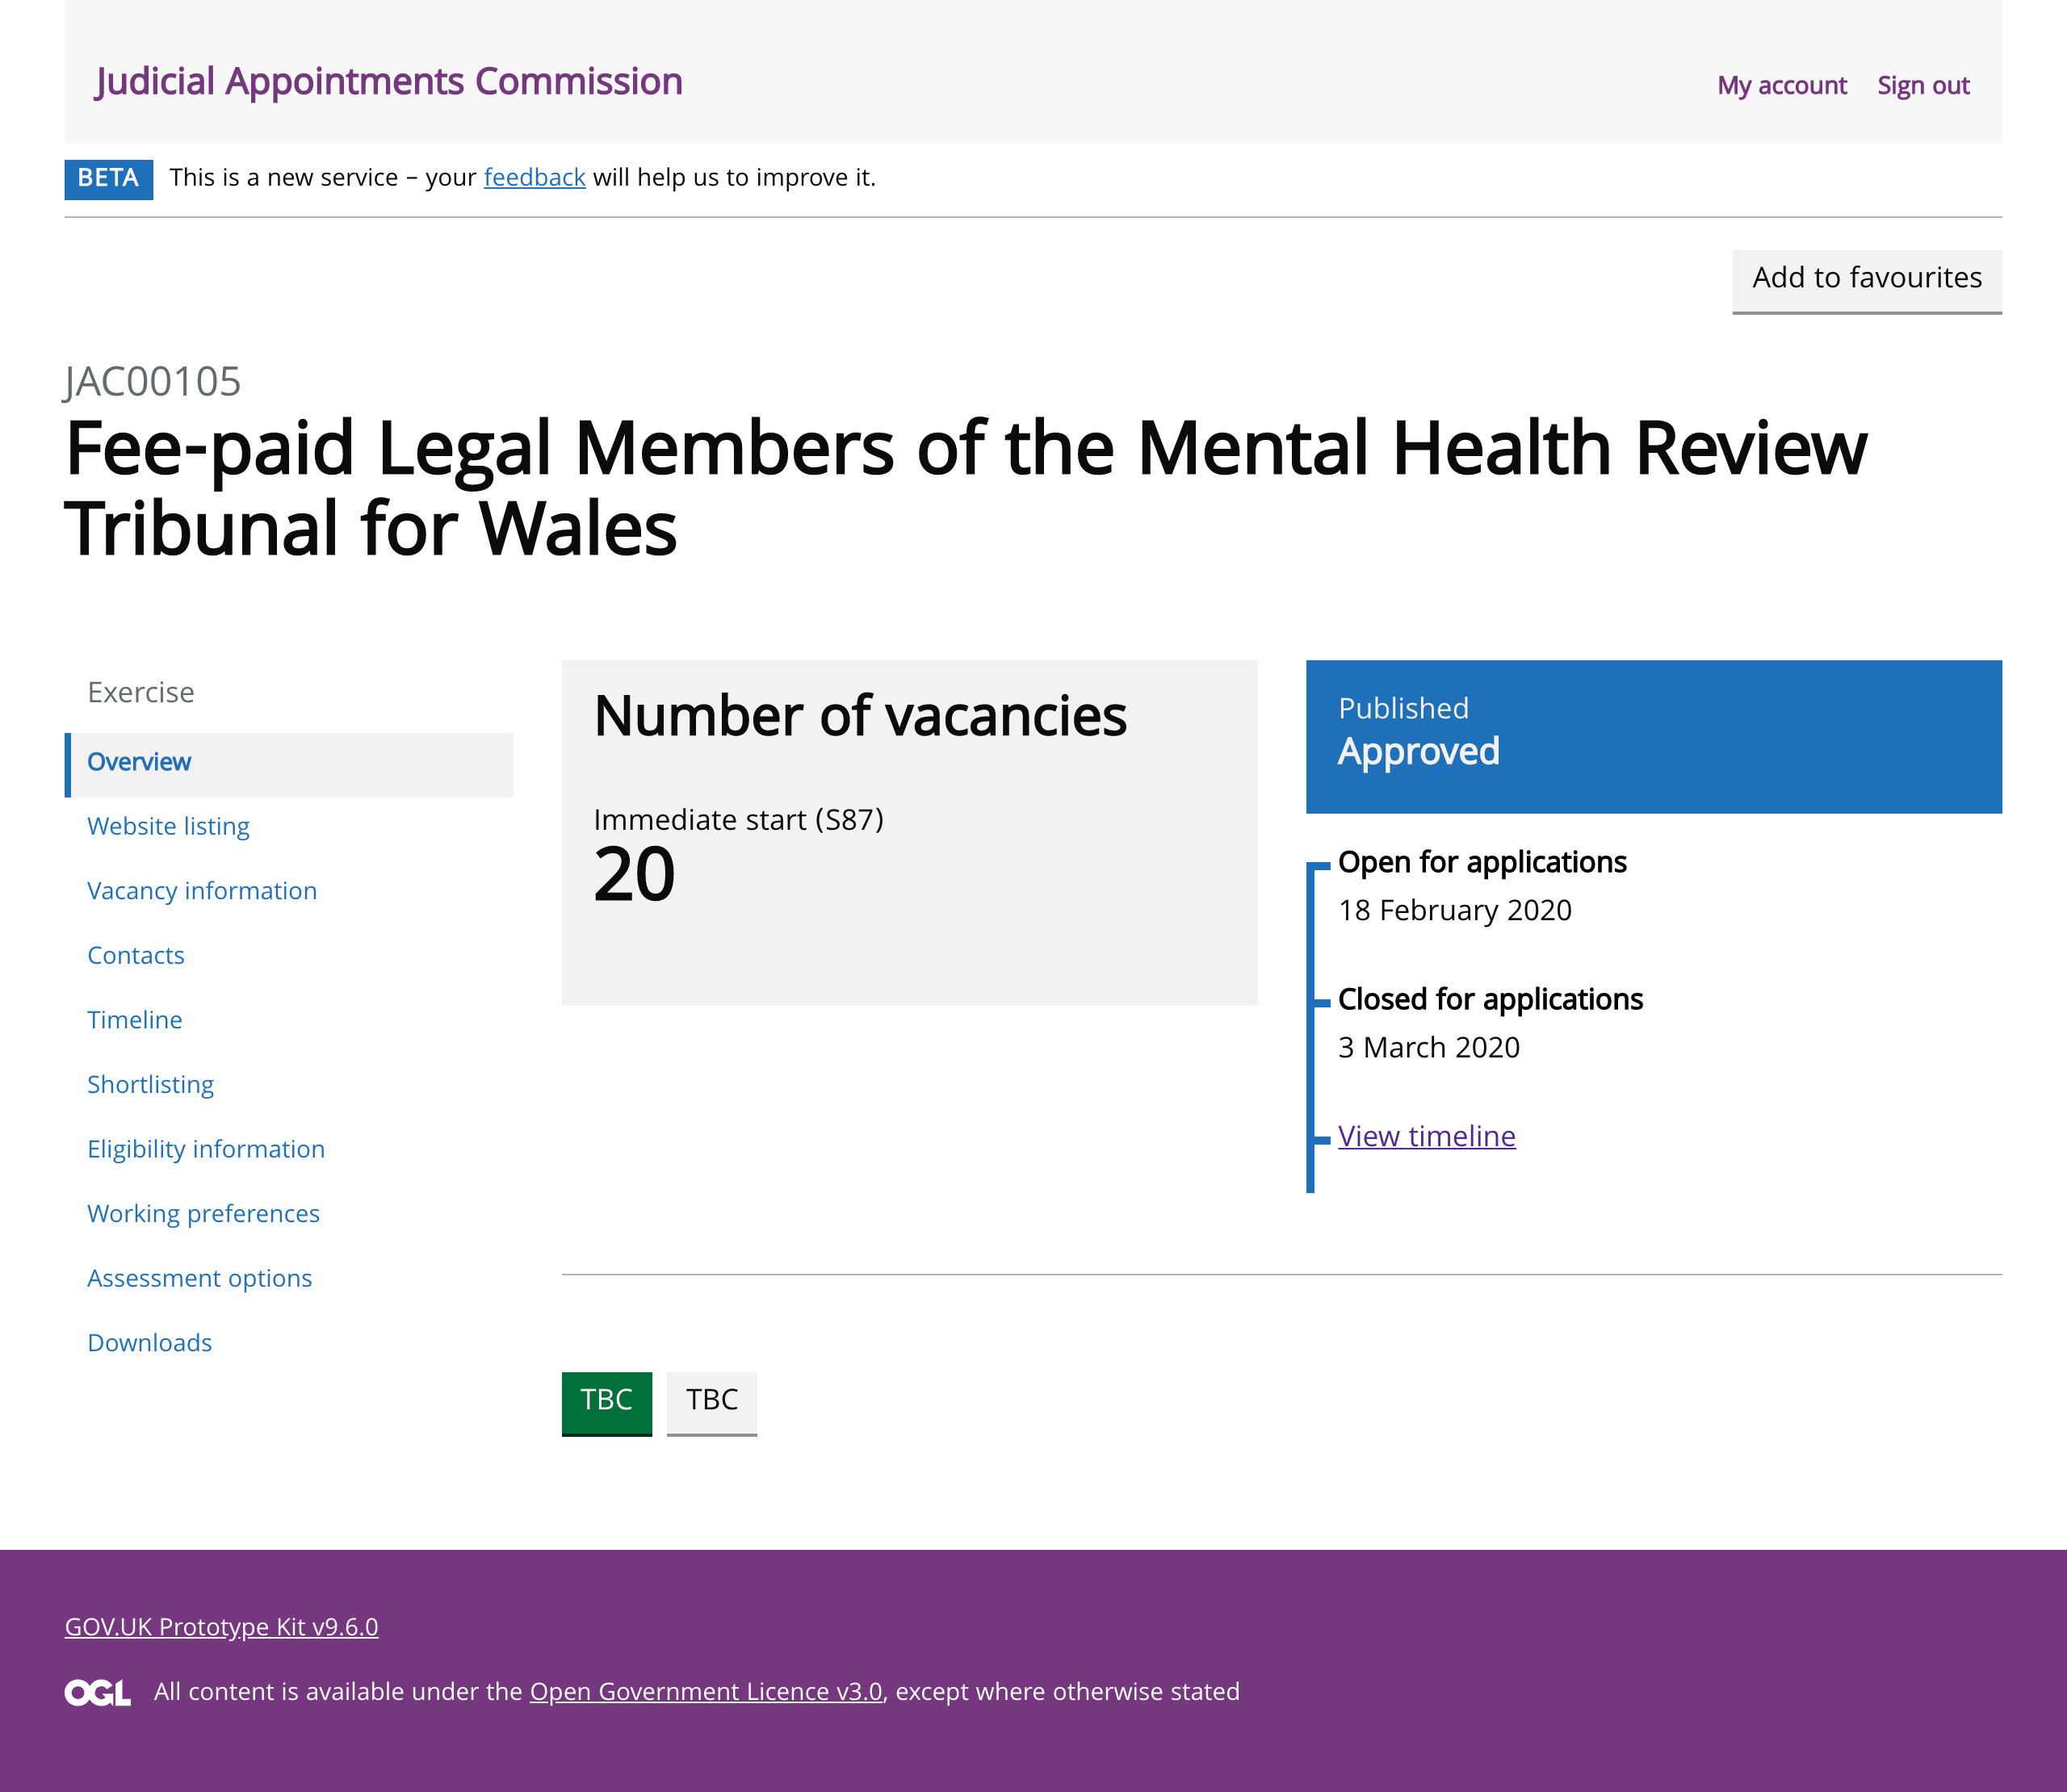 Judicial Appointments Commission
My account Sign out
BETA This is a new service – your feedback will help us to improve it.
Add to favourites
JAC00105
Fee-paid Legal Members of the Mental Health Review
Tribunal for Wales
Exercise
Overview
Website listing
Vacancy information
Contacts
Timeline
Shortlisting
Eligibility information
Working preferences
Assessment options
Downloads
Number of vacancies
Immediate start (S87)
20
Published
Approved
Open for applications
18 February 2020
Closed for applications
3 March 2020
View timeline
TBC TBC
GOV.UK Prototype Kit v9.6.0
OGL All content is available under the Open Government Licence v3.0, except where otherwise stated